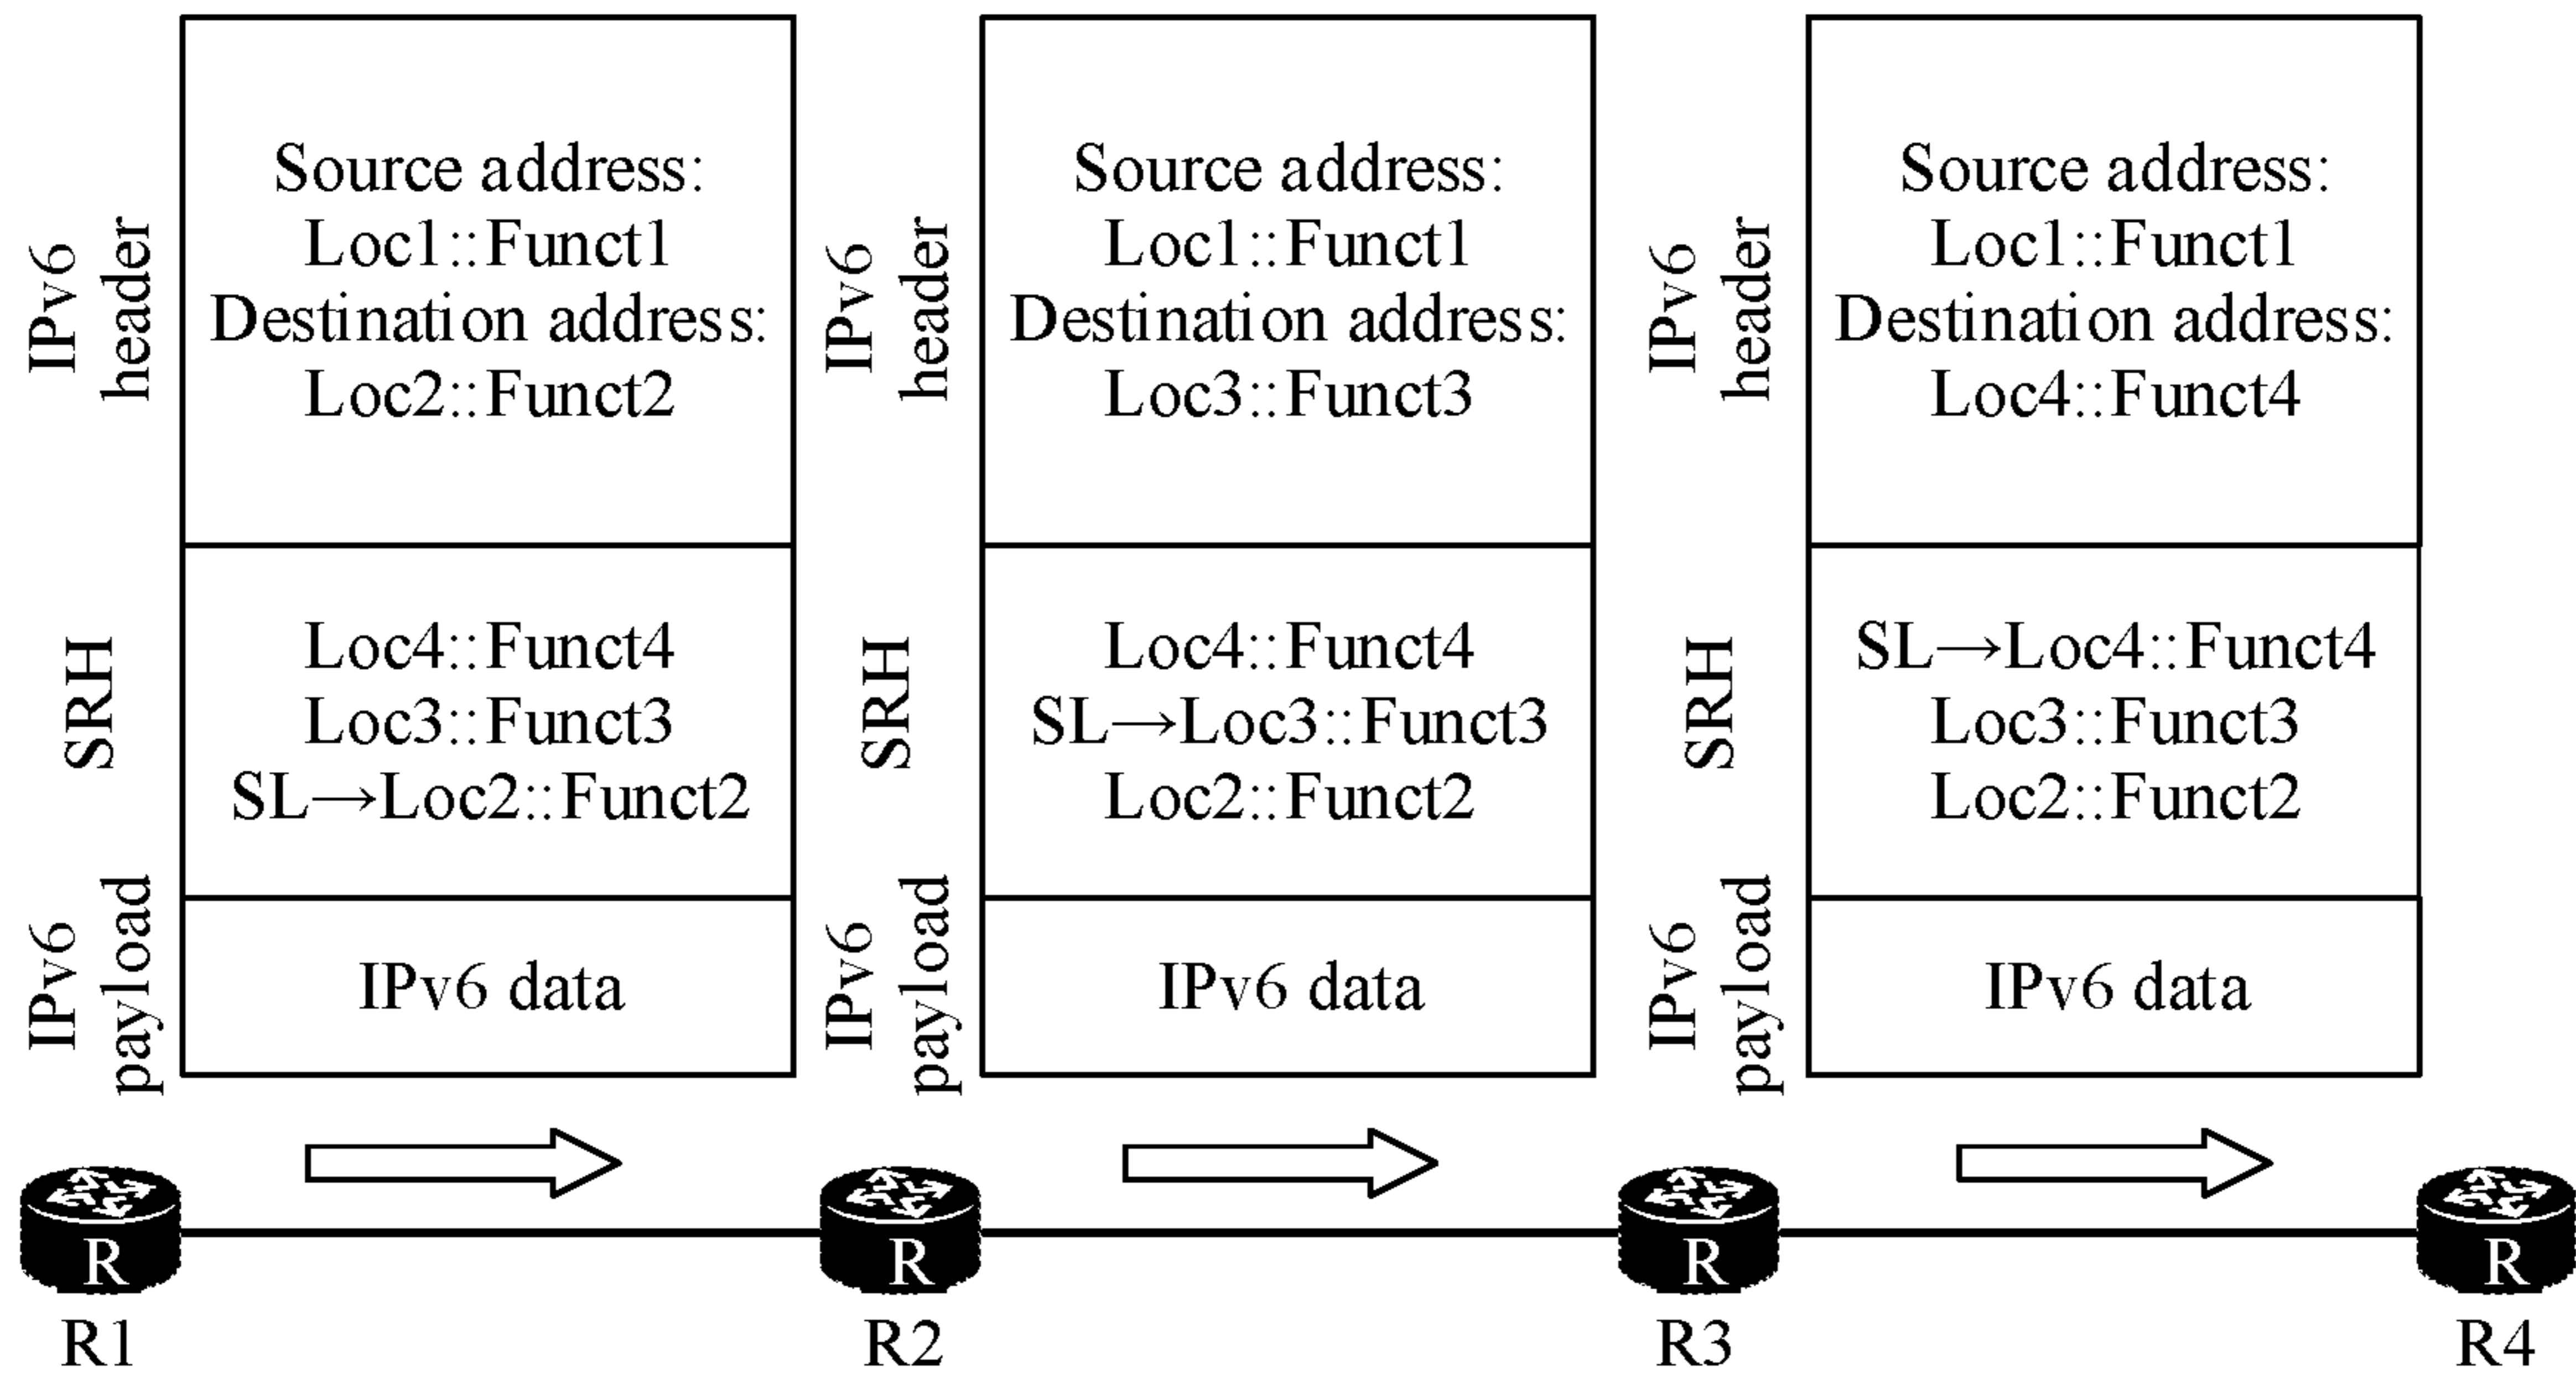 IPv6
header
Source address:
Loc1::Funct1
Destination address:
Loc2::Funct2
SRH
Loc4::Funct4
Loc3::Funct3
SL→Loc2::Funct2
IPv6
payload
IPv6 data
IPv6
header
Source address:
Loc1::Funct1
Destination address:
Loc3::Funct3
SRH
Loc4::Funct4
SL→Loc3::Funct3
Loc2::Funct2
IPv6
payload
IPv6 data
IPv6
header
Source address:
Loc1::Funct1
Destination address:
Loc4::Funct4
SRH
SL→Loc4::Funct4
Loc3::Funct3
Loc2::Funct2
IPv6
payload
IPv6 data
R
R1
R
R2
R
R3
R
R4